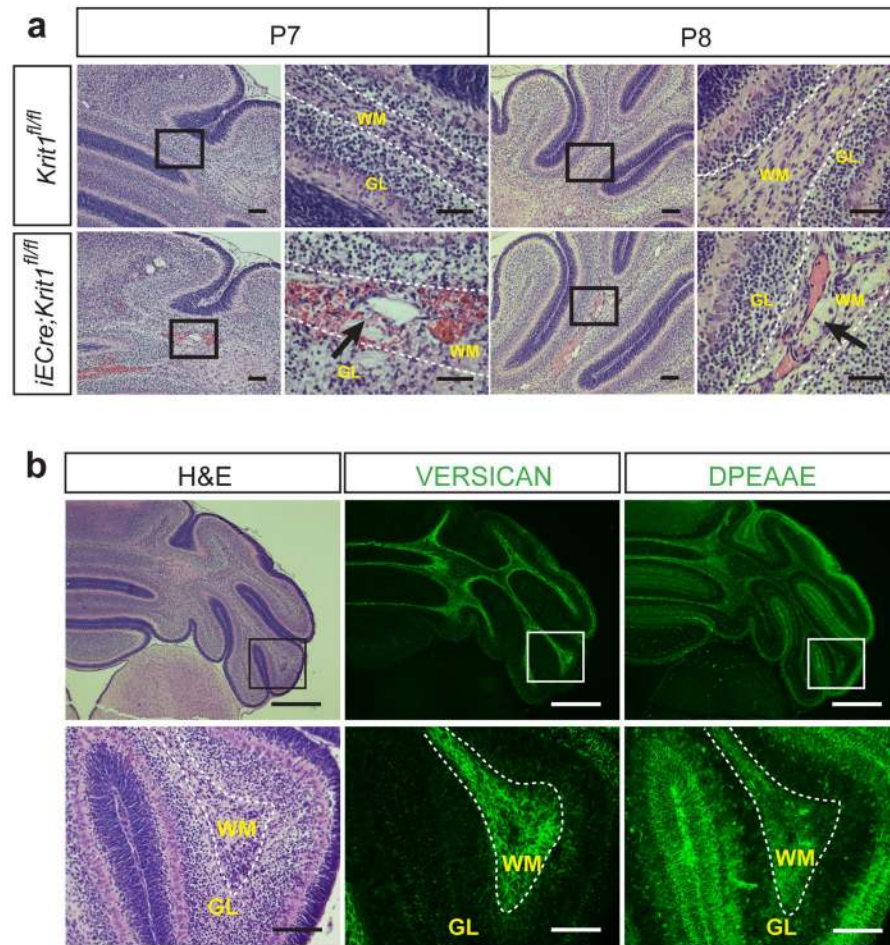 a
P7 P8
Krit1fl/fl
WM
GL
WM
GL
iECre;Krit1fl/fl
WM
GL
GL
WM
b
H&E VERSICAN DPEAAE
WM
GL
WM
GL
WM
GL